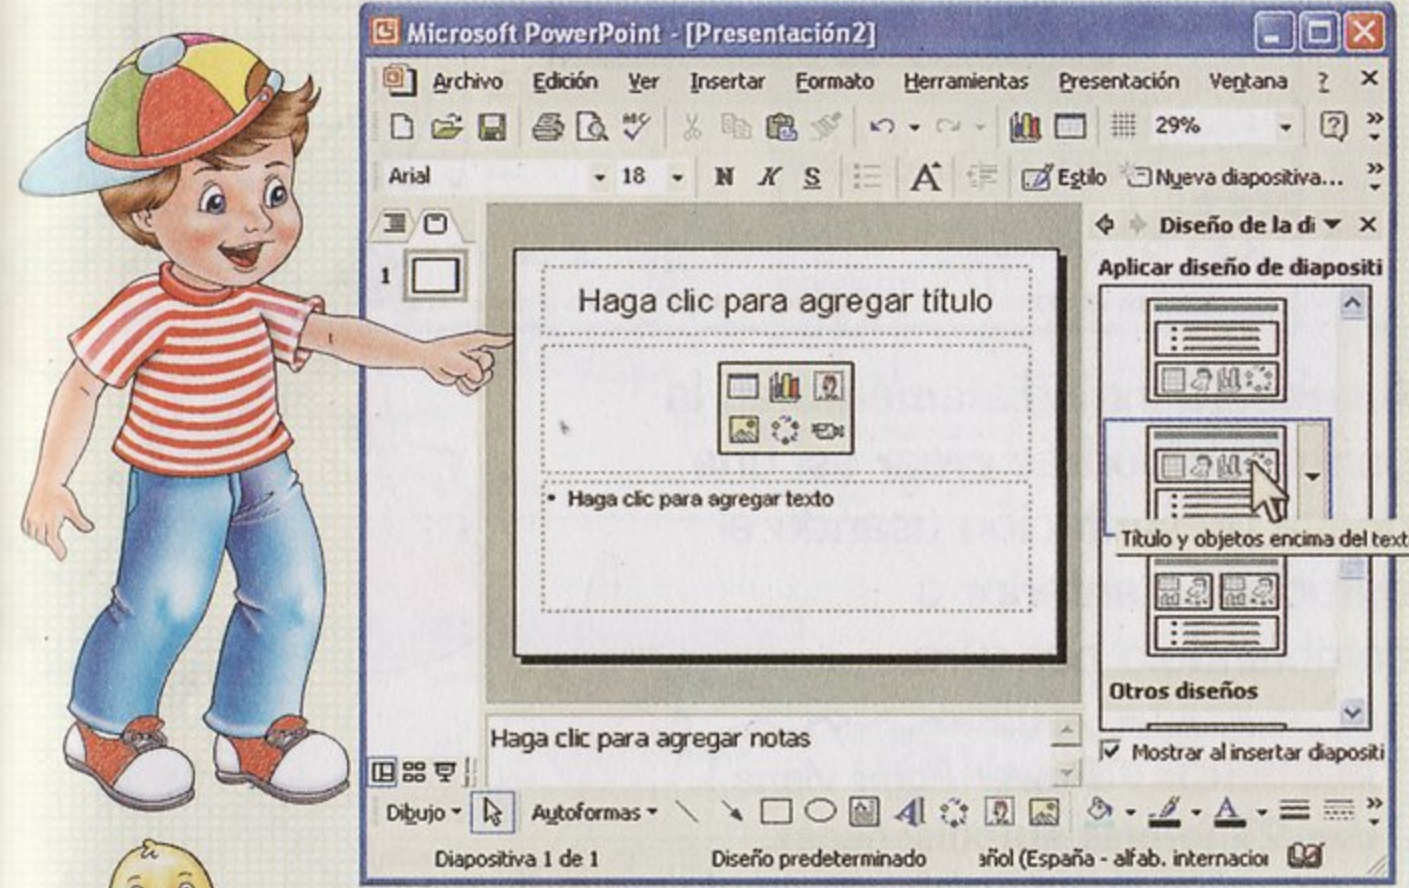 Microsoft PowerPoint - [Presentación2]
Archivo Edición Ver Insertar Formato Herramientas Presentación Ventana ?
29%
Arial 18 N K S A Estilo Nueva diapositiva...
Diseño de la di
1
Aplicar diseño de diapositi
Haga clic para agregar título
• Haga clic para agregar texto
Título y objetos encima del text
Otros diseños
Haga clic para agregar notas
Mostrar al insertar diapositi
Dibujo Autoformas
Diapositiva 1 de 1 Diseño predeterminado añol (España - alfab. internacion